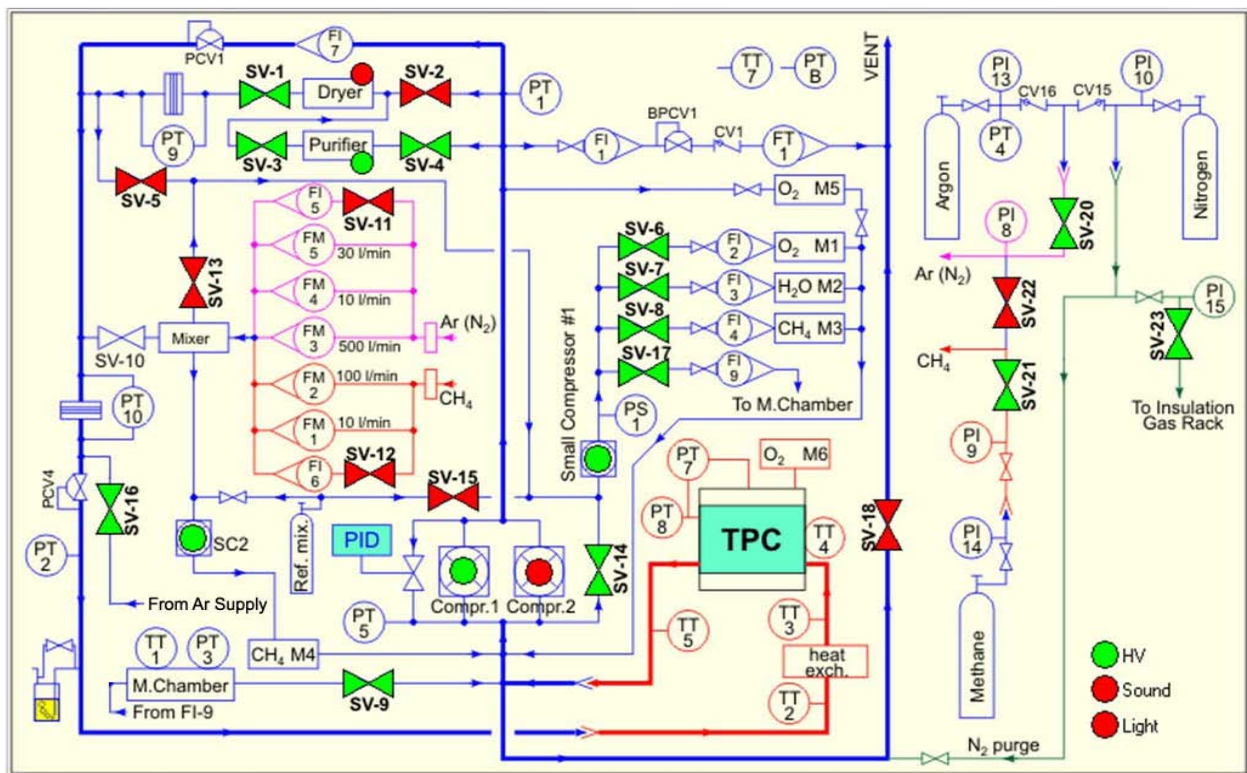 FI
7
PCV1
SV-1
Dryer
SV-2
PT
1
PT
9
SV-3
Purifier
SV-4
SV-5
FI
5
SV-11
FM
5
30 l/min
FM
4
10 l/min
FM
3
500 l/min
Ar (N2)
FM
2
100 l/min
CH4
FM
1
10 l/min
FI
6
SV-12
SV-13
Mixer
SV-10
PT
10
PCV4
SV-16
PT
2
From Ar Supply
SC2
Ref. mix.
SV-15
PID
PT
5
Compr.1
Compr.2
SV-14
CH4 M4
TT
1
PT
3
M.Chamber
From FI-9
SV-9
TT
7
PT
B
VENT
FI
1
BPCV1
CV1
FT
1
O2 M5
SV-6
FI
2
O2 M1
SV-7
FI
3
H2O M2
SV-8
FI
4
CH4 M3
SV-17
FI
9
To M.Chamber
PS
1
Small Compressor #1
PT
7
O2 M6
PT
8
TPC
TT
4
SV-18
TT
5
TT
3
heat
exch.
TT
2
PI
13
CV16
CV15
PI
10
PT
4
Argon
Nitrogen
PI
8
SV-20
Ar (N2)
SV-22
CH4
SV-21
PI
15
SV-23
To Insulation
Gas Rack
PI
9
PI
14
Methane
HV
Sound
Light
N2 purge